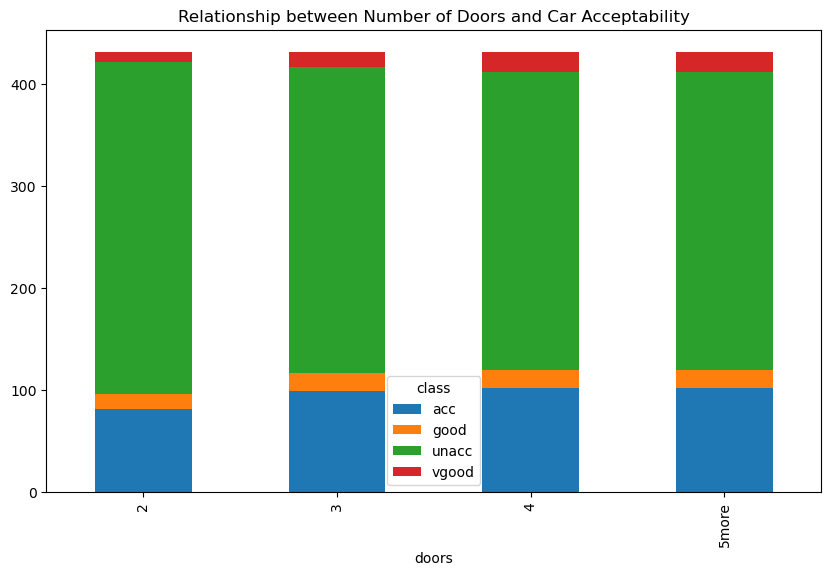 Relationship between Number of Doors and Car Acceptability
400
300
200
100
0
class
acc
good
unacc
vgood
2
3
4
5more
doors